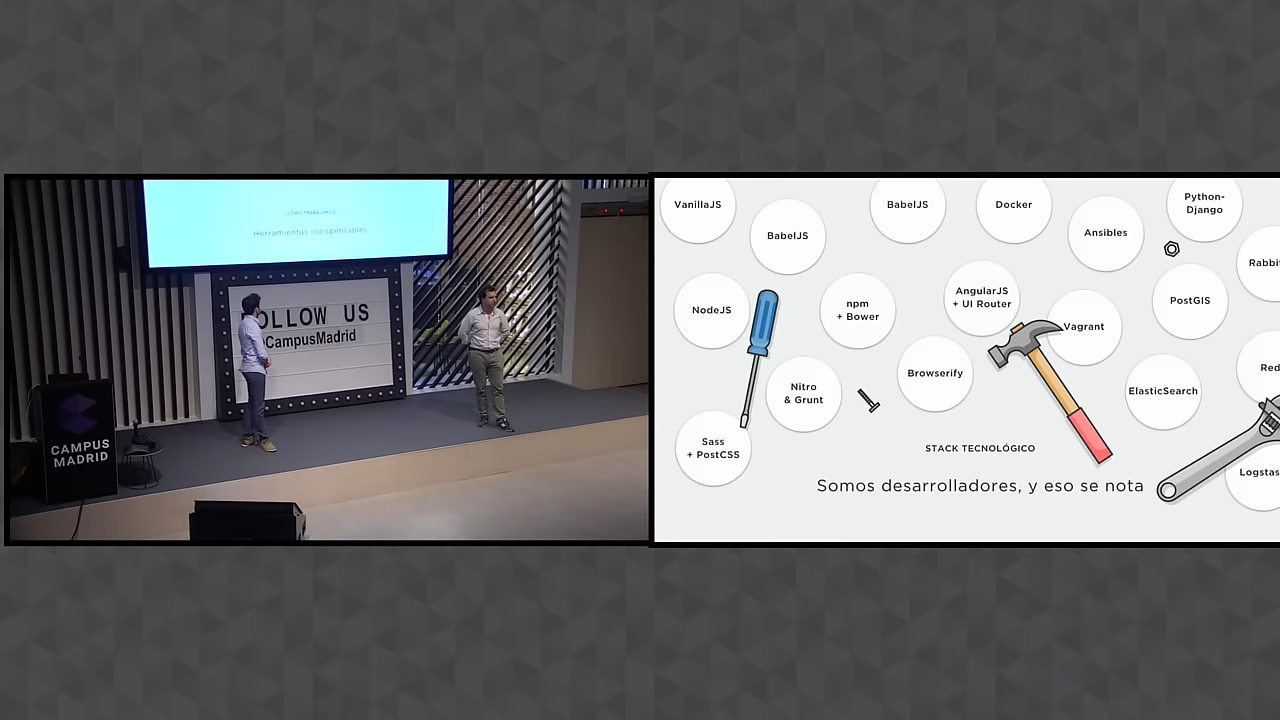 ¿CÓMO TRABAJAMOS?
Herramientas indispensables
OLLOW US
CampusMadrid
CAMPUS
MADRID
VanillaJS
BabelJS
BabelJS
Docker
Ansibles
Python-
Django
Rabbit
NodeJS
npm
+ Bower
AngularJS
+ UI Router
Vagrant
PostGIS
Nitro
& Grunt
Browserify
ElasticSearch
Red
Sass
+ PostCSS
STACK TECNOLÓGICO
Somos desarrolladores, y eso se nota
Logstas